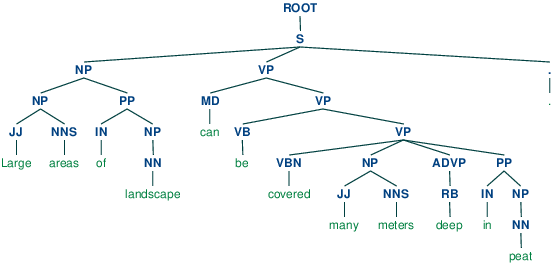 ROOT
S
NP VP .
NP PP MD VP
JJ NNS IN NP can VB VP
Large areas of NN be VBN NP ADVP PP
landscape covered JJ NNS RB IN NP
many meters deep in NN
peat